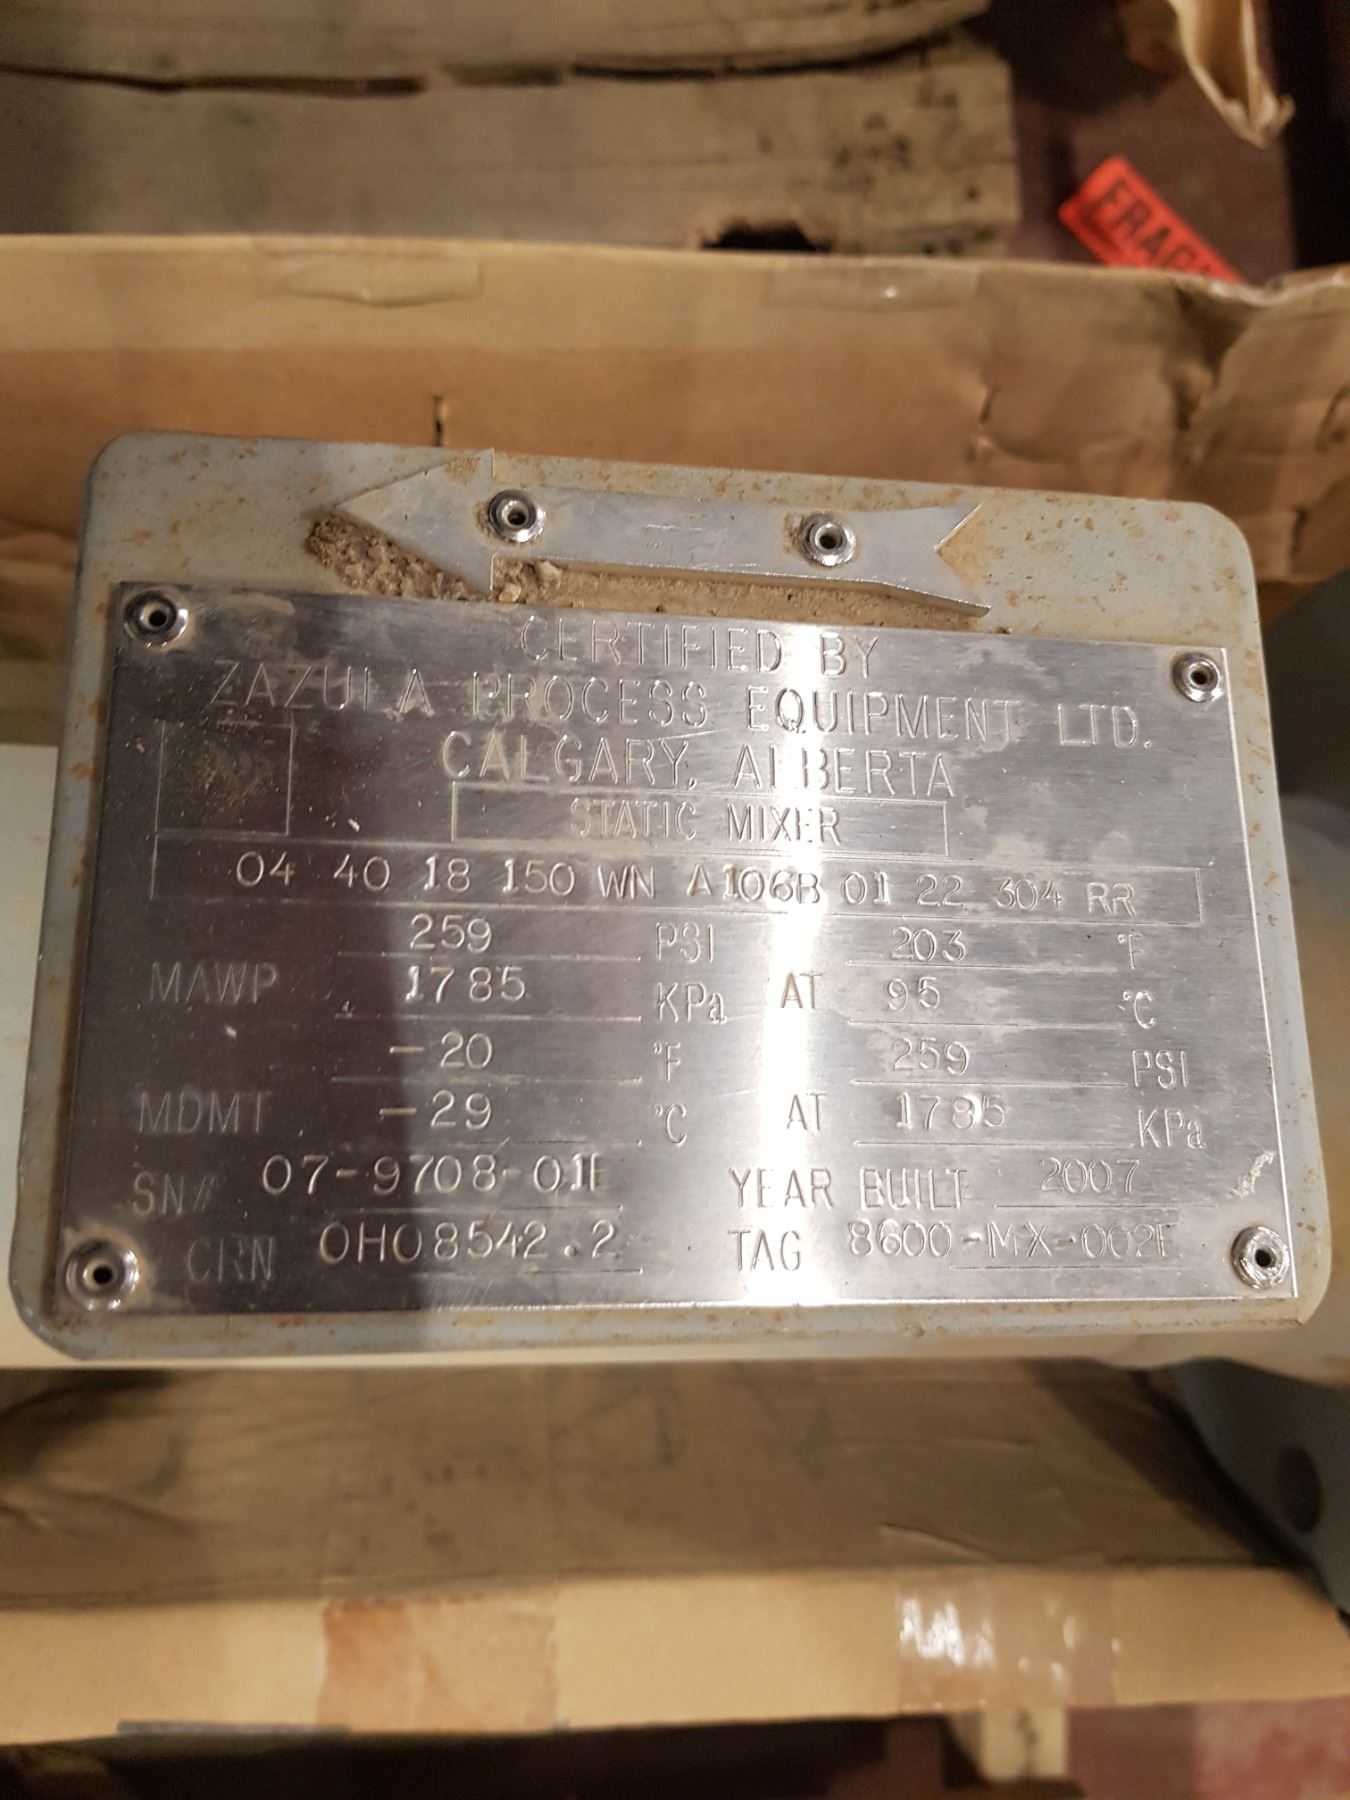 FRAG
CERTIFIED BY
ZAZULA PROCESS EQUIPMENT LTD.
CALGARY, ALBERTA
STATIC MIXER
04 40 18 150 WN A106B 01 22 304 RR
259 PSI 203 °F
MAWP 1785 KPa AT 95 °C
-20 °F 259 PSI
MDMT -29 °C AT 1785 KPa
SN# 07-9708-01E YEAR BUILT 2007
CRN 0H08542.2 TAG 8600-MX-002E